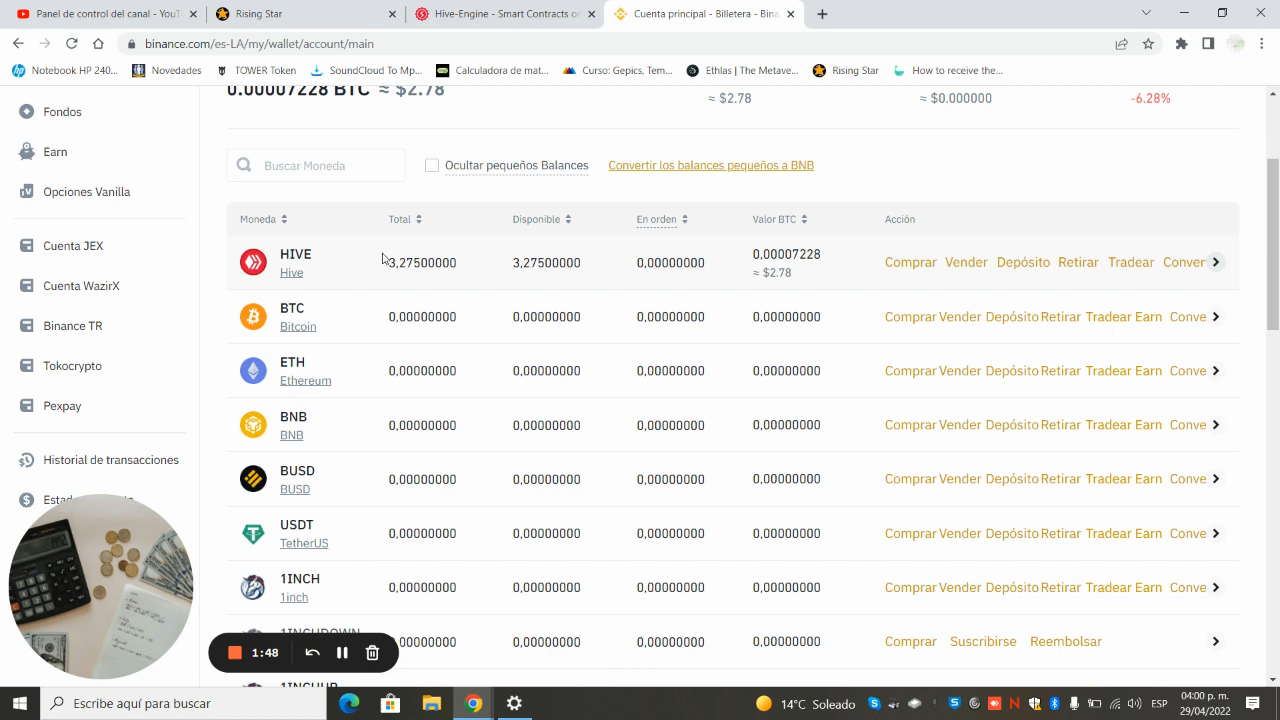 Canal de panel del canal - YouT
Rising Star
Hive-Engine - Smart Contracts on
Cuenta principal - Billetera - Bina
binance.com/es-LA/my/wallet/account/main
Notebook HP 240...
Novedades
TOWER Token
SoundCloud To Mp...
Calculadora de mat...
Curso: Gepics, Tem...
Ethlas | The Metave...
Rising Star
How to receive the...
0.00007228 BTC ≈ $2.78
≈ $2.78
≈ $0.000000
-6.28%
Fondos
Earn
Opciones Vanilla
Cuenta JEX
Cuenta WazirX
Binance TR
Tokocrypto
Pexpay
Historial de transacciones
Buscar Moneda
Ocultar pequeños Balances
Convertir los balances pequeños a BNB
Moneda Total Disponible En orden Valor BTC Acción
HIVE
Hive
3,27500000 3,27500000 0,00000000
0,00007228
≈ $2.78
Comprar Vender Depósito Retirar Tradear Conver
BTC
Bitcoin
0,00000000 0,00000000 0,00000000 0,00000000
Comprar Vender Depósito Retirar Tradear Earn Conve
ETH
Ethereum
0,00000000 0,00000000 0,00000000 0,00000000
Comprar Vender Depósito Retirar Tradear Earn Conve
BNB
BNB
0,00000000 0,00000000 0,00000000 0,00000000
Comprar Vender Depósito Retirar Tradear Earn Conve
BUSD
BUSD
0,00000000 0,00000000 0,00000000 0,00000000
Comprar Vender Depósito Retirar Tradear Earn Conve
USDT
TetherUS
0,00000000 0,00000000 0,00000000 0,00000000
Comprar Vender Depósito Retirar Tradear Earn Conve
1INCH
1inch
0,00000000 0,00000000 0,00000000 0,00000000
Comprar Vender Depósito Retirar Tradear Earn Conve
1INCHDOWN
0,00000000 0,00000000 0,00000000
Comprar Suscribirse Reembolsar
1INCHUP
1:48
Escribe aquí para buscar
14°C Soleado
ESP
04:00 p. m.
29/04/2022